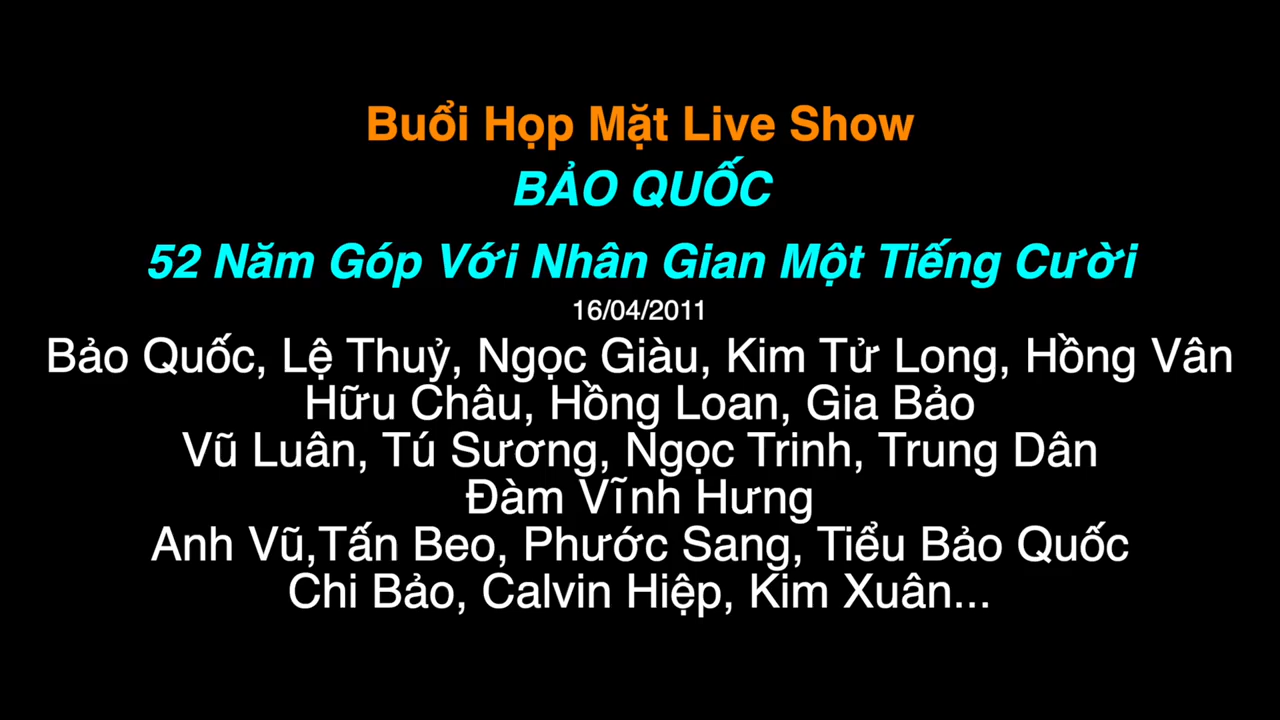 Buổi Họp Mặt Live Show
BẢO QUỐC
52 Năm Góp Với Nhân Gian Một Tiếng Cười
16/04/2011
Bảo Quốc, Lệ Thuỷ, Ngọc Giàu, Kim Tử Long, Hồng Vân
Hữu Châu, Hồng Loan, Gia Bảo
Vũ Luân, Tú Sương, Ngọc Trinh, Trung Dân
Đàm Vĩnh Hưng
Anh Vũ,Tấn Beo, Phước Sang, Tiểu Bảo Quốc
Chi Bảo, Calvin Hiệp, Kim Xuân...